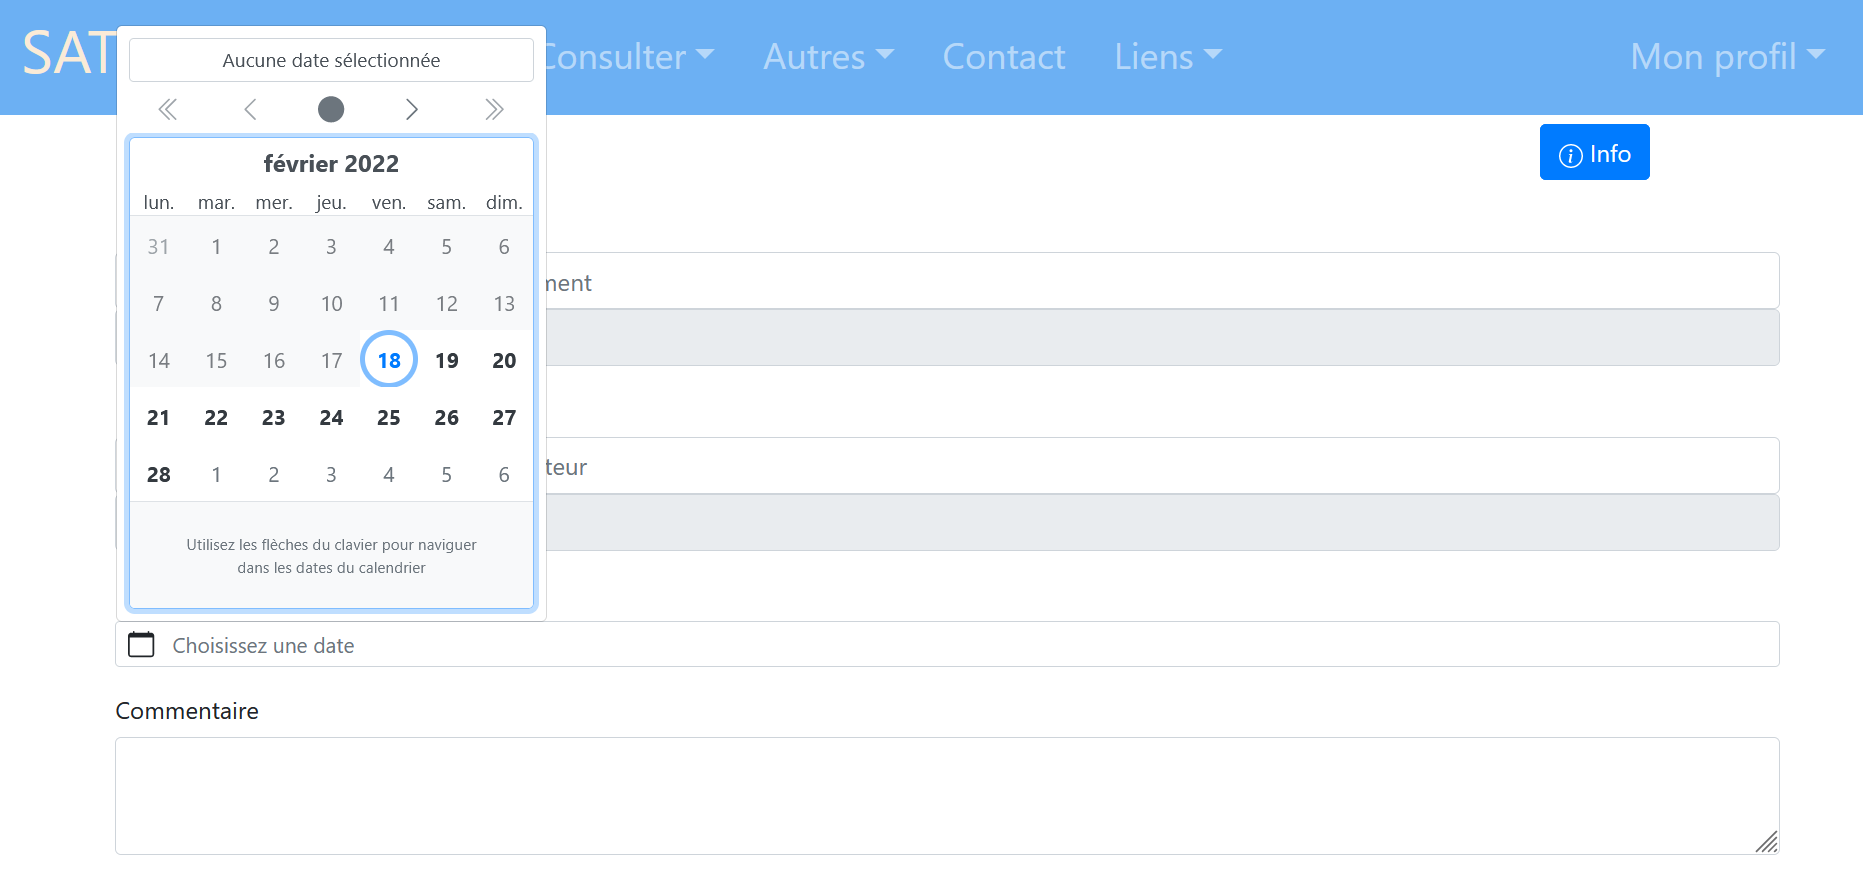 SAT
Consulter
Autres
Contact
Liens
Mon profil
Aucune date sélectionnée
Info
février 2022
lun. mar. mer. jeu. ven. sam. dim.
31 1 2 3 4 5 6
7 8 9 10 11 12 13
14 15 16 17 18 19 20
21 22 23 24 25 26 27
28 1 2 3 4 5 6
Utilisez les flèches du clavier pour naviguer
dans les dates du calendrier
ment
teur
Choisissez une date
Commentaire